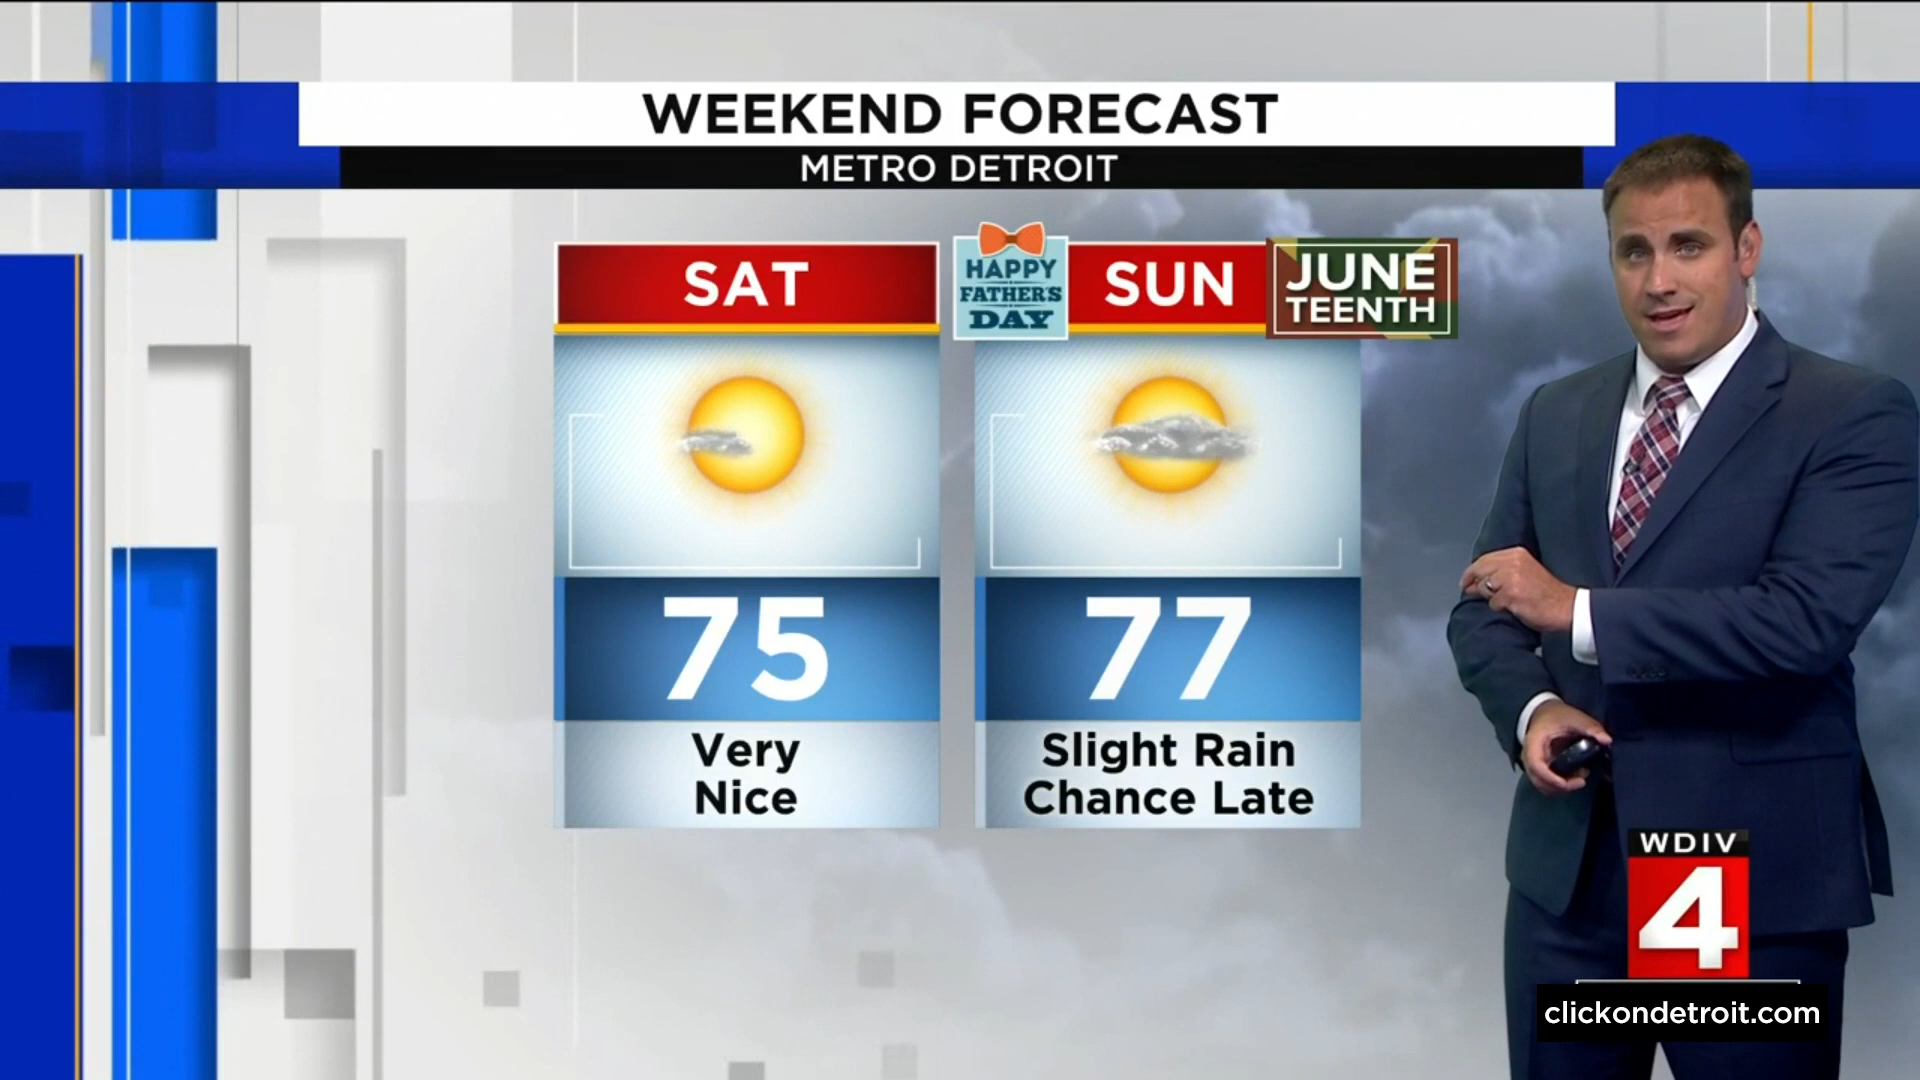 WEEKEND FORECAST
METRO DETROIT
SAT
HAPPY
FATHER'S
DAY
SUN
JUNE
TEENTH
75
77
Very
Nice
Slight Rain
Chance Late
WDIV
4
clickondetroit.com